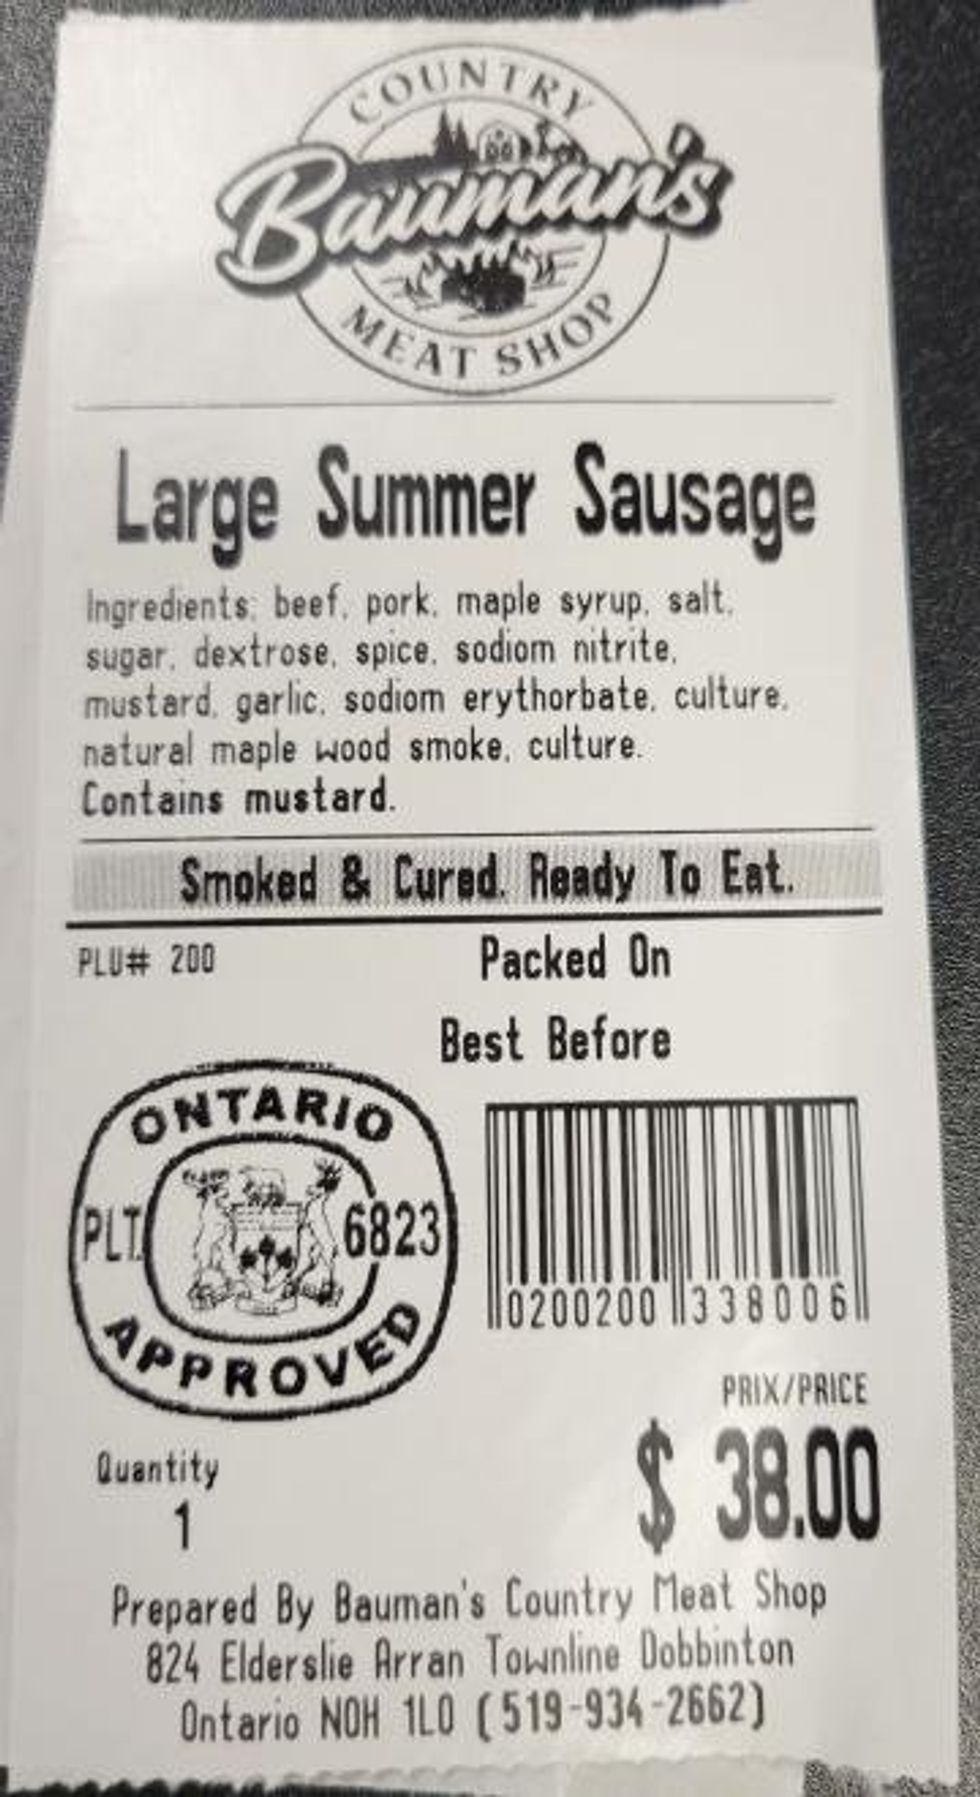 COUNTRY
Bauman's
MEAT SHOP
Large Summer Sausage
Ingredients: beef, pork, maple syrup, salt,
sugar, dextrose, spice, sodiom nitrite,
mustard, garlic, sodiom erythorbate, culture,
natural maple wood smoke, culture.
Contains mustard.
Smoked & Cured. Ready To Eat.
PLU# 200
Packed On
Best Before
ONTARIO
PLT. 6823
APPROVED
0200200 338006
PRIX/PRICE
$ 38.00
Quantity
1
Prepared By Bauman's Country Meat Shop
824 Elderslie Arran Townline Dobbinton
Ontario N0H 1L0 (519-934-2662)